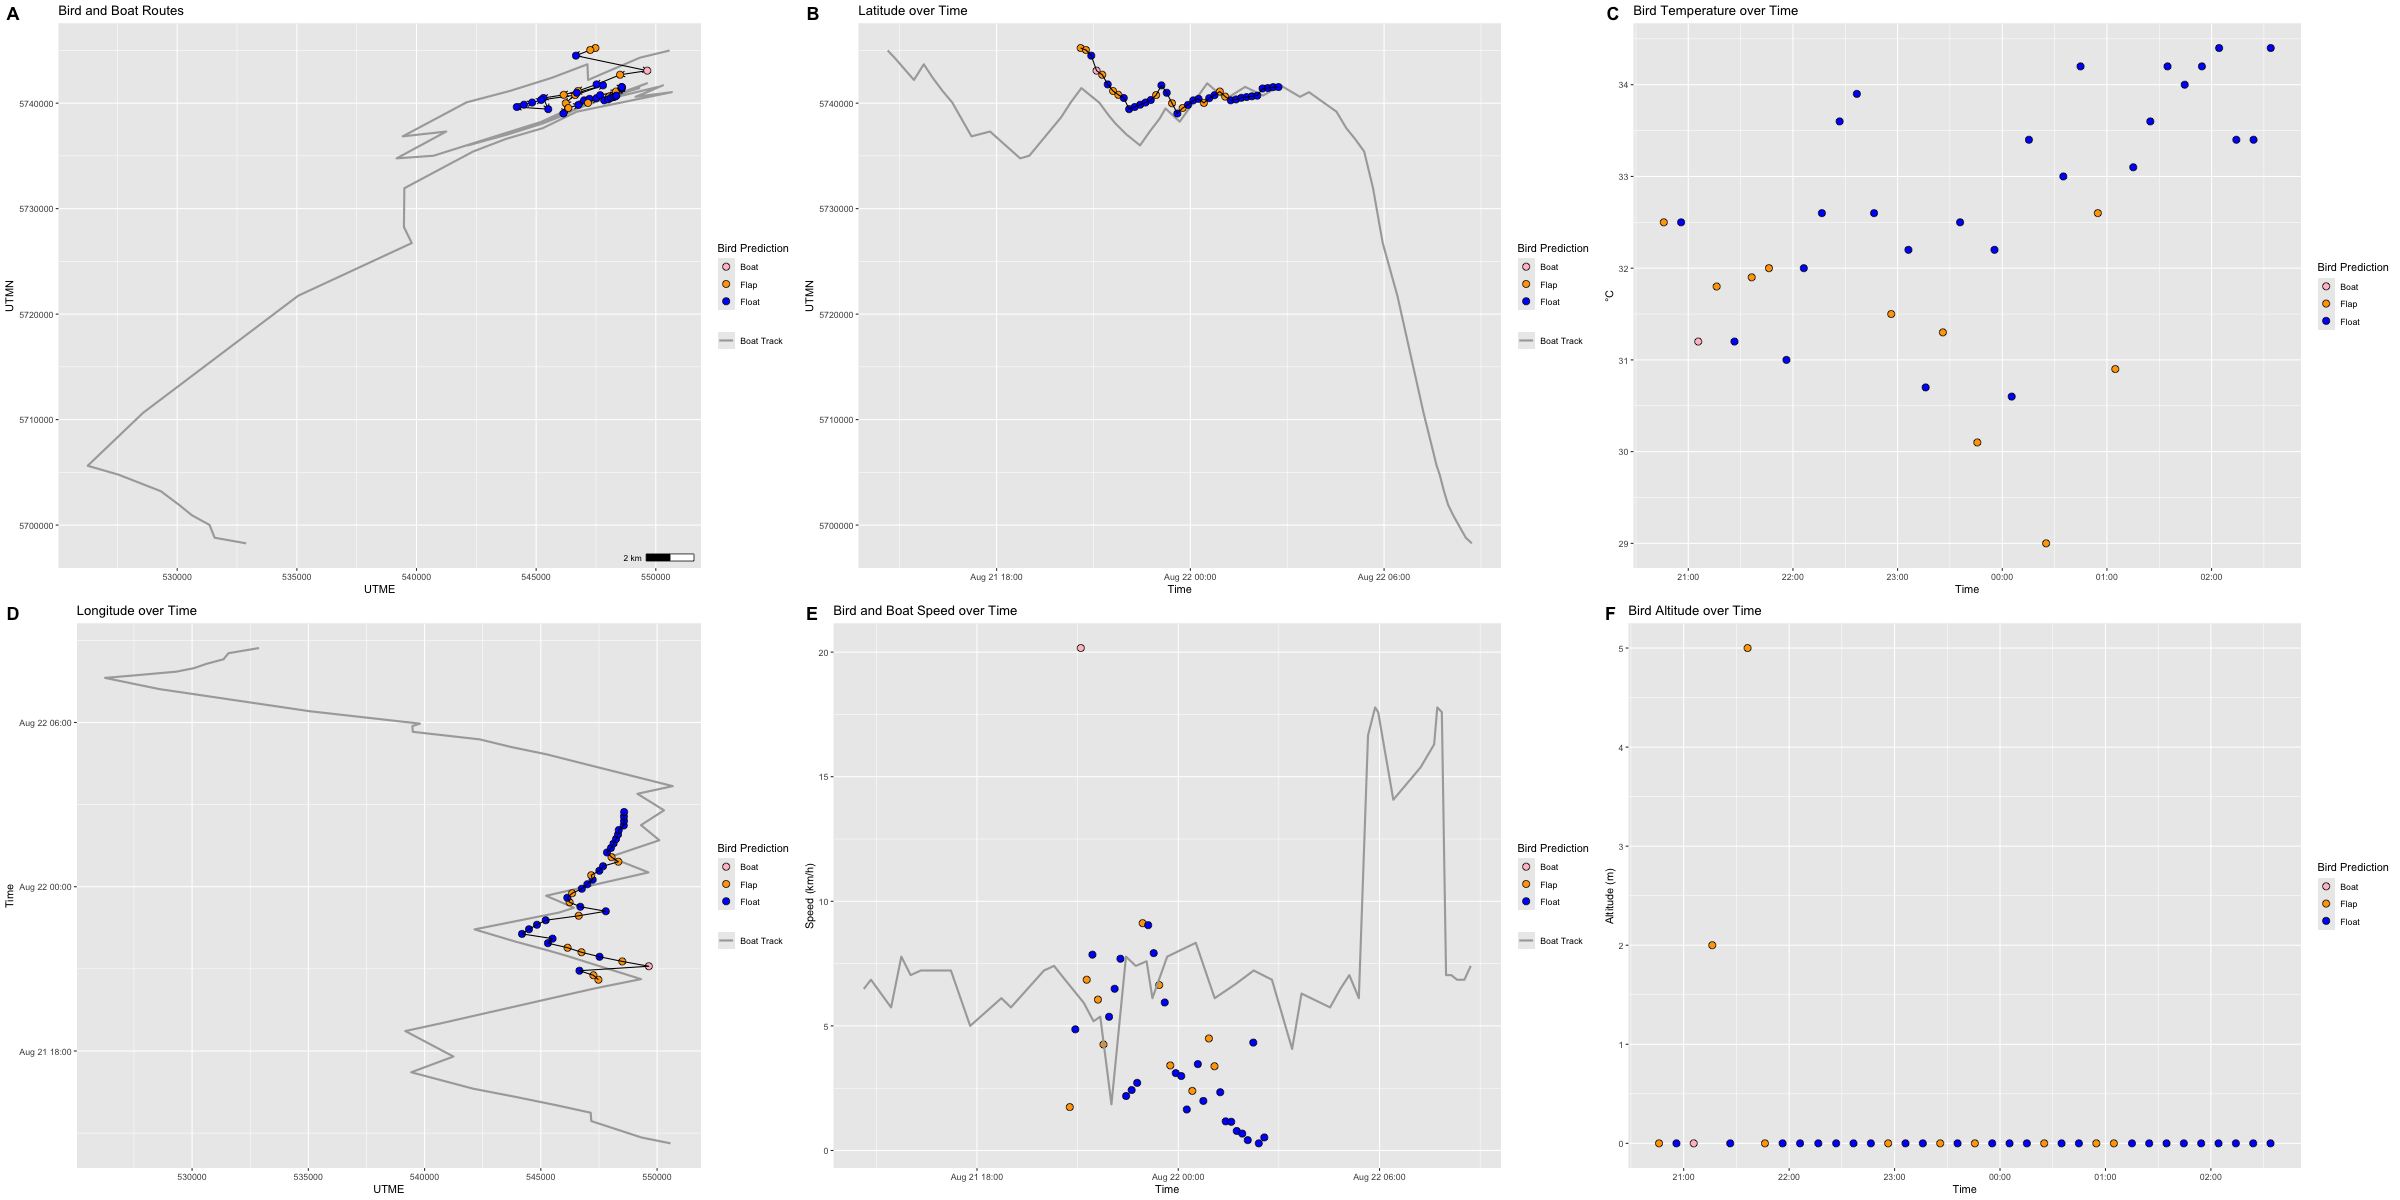 A Bird and Boat Routes
5740000
5730000
5720000
5710000
5700000
UTMN
530000 535000 540000 545000 550000
UTME
2 km
Bird Prediction
Boat
Flap
Float
Boat Track
B Latitude over Time
5740000
5730000
5720000
5710000
5700000
UTMN
Aug 21 18:00 Aug 22 00:00 Aug 22 06:00
Time
Bird Prediction
Boat
Flap
Float
Boat Track
C Bird Temperature over Time
34
33
32
31
30
29
°C
21:00 22:00 23:00 00:00 01:00 02:00
Time
Bird Prediction
Boat
Flap
Float
D Longitude over Time
Aug 22 06:00
Aug 22 00:00
Aug 21 18:00
Time
530000 535000 540000 545000 550000
UTME
Bird Prediction
Boat
Flap
Float
Boat Track
E Bird and Boat Speed over Time
20
15
10
5
0
Speed (km/h)
Aug 21 18:00 Aug 22 00:00 Aug 22 06:00
Time
Bird Prediction
Boat
Flap
Float
Boat Track
F Bird Altitude over Time
5
4
3
2
1
0
Altitude (m)
21:00 22:00 23:00 00:00 01:00 02:00
Time
Bird Prediction
Boat
Flap
Float